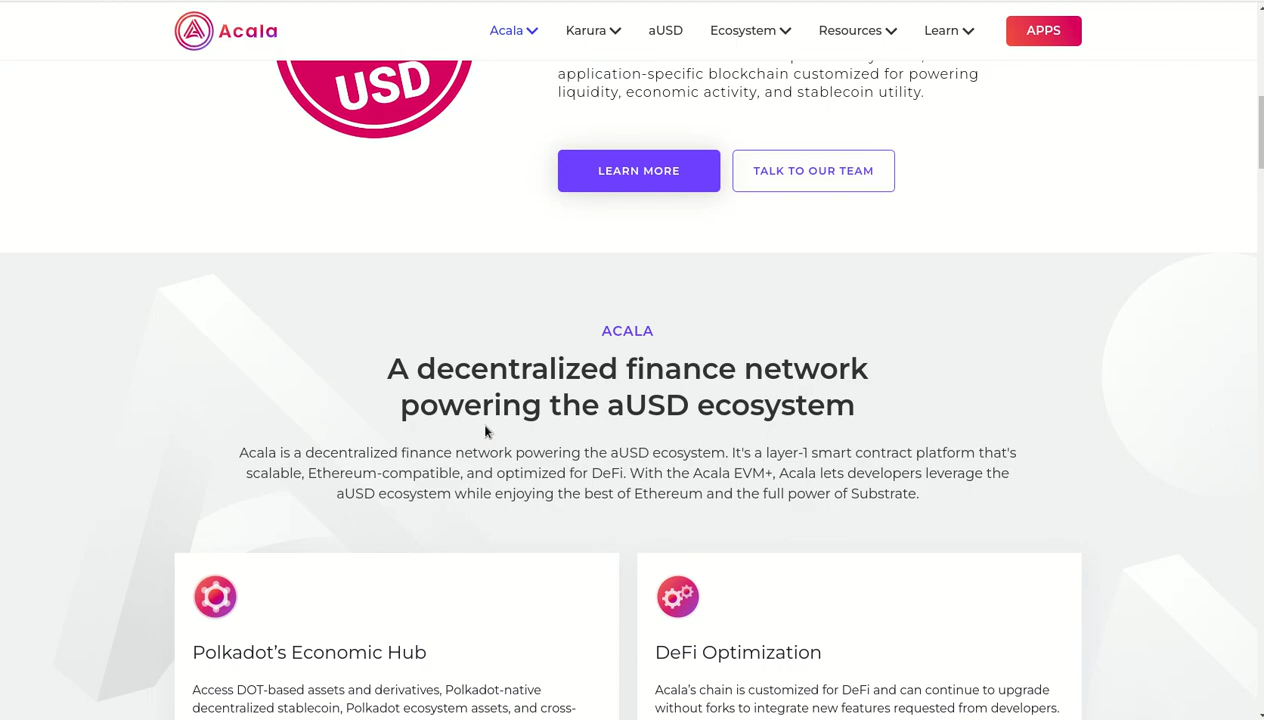 Acala
Acala
Karura
aUSD
Ecosystem
Resources
Learn
APPS
USD
application-specific blockchain customized for powering
liquidity, economic activity, and stablecoin utility.
LEARN MORE
TALK TO OUR TEAM
ACALA
A decentralized finance network
powering the aUSD ecosystem
Acala is a decentralized finance network powering the aUSD ecosystem. It's a layer-1 smart contract platform that's
scalable, Ethereum-compatible, and optimized for DeFi. With the Acala EVM+, Acala lets developers leverage the
aUSD ecosystem while enjoying the best of Ethereum and the full power of Substrate.
Polkadot’s Economic Hub
Access DOT-based assets and derivatives, Polkadot-native
decentralized stablecoin, Polkadot ecosystem assets, and cross-
DeFi Optimization
Acala’s chain is customized for DeFi and can continue to upgrade
without forks to integrate new features requested from developers.